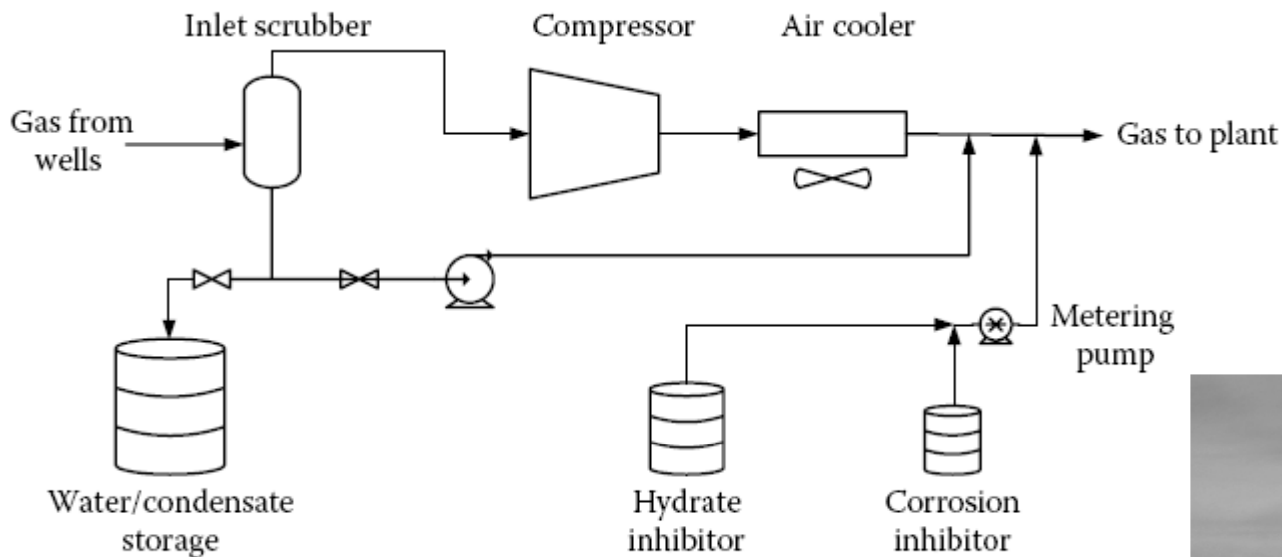 Inlet scrubber
Compressor
Air cooler
Gas from
wells
Gas to plant
Metering
pump
Water/condensate
storage
Hydrate
inhibitor
Corrosion
inhibitor